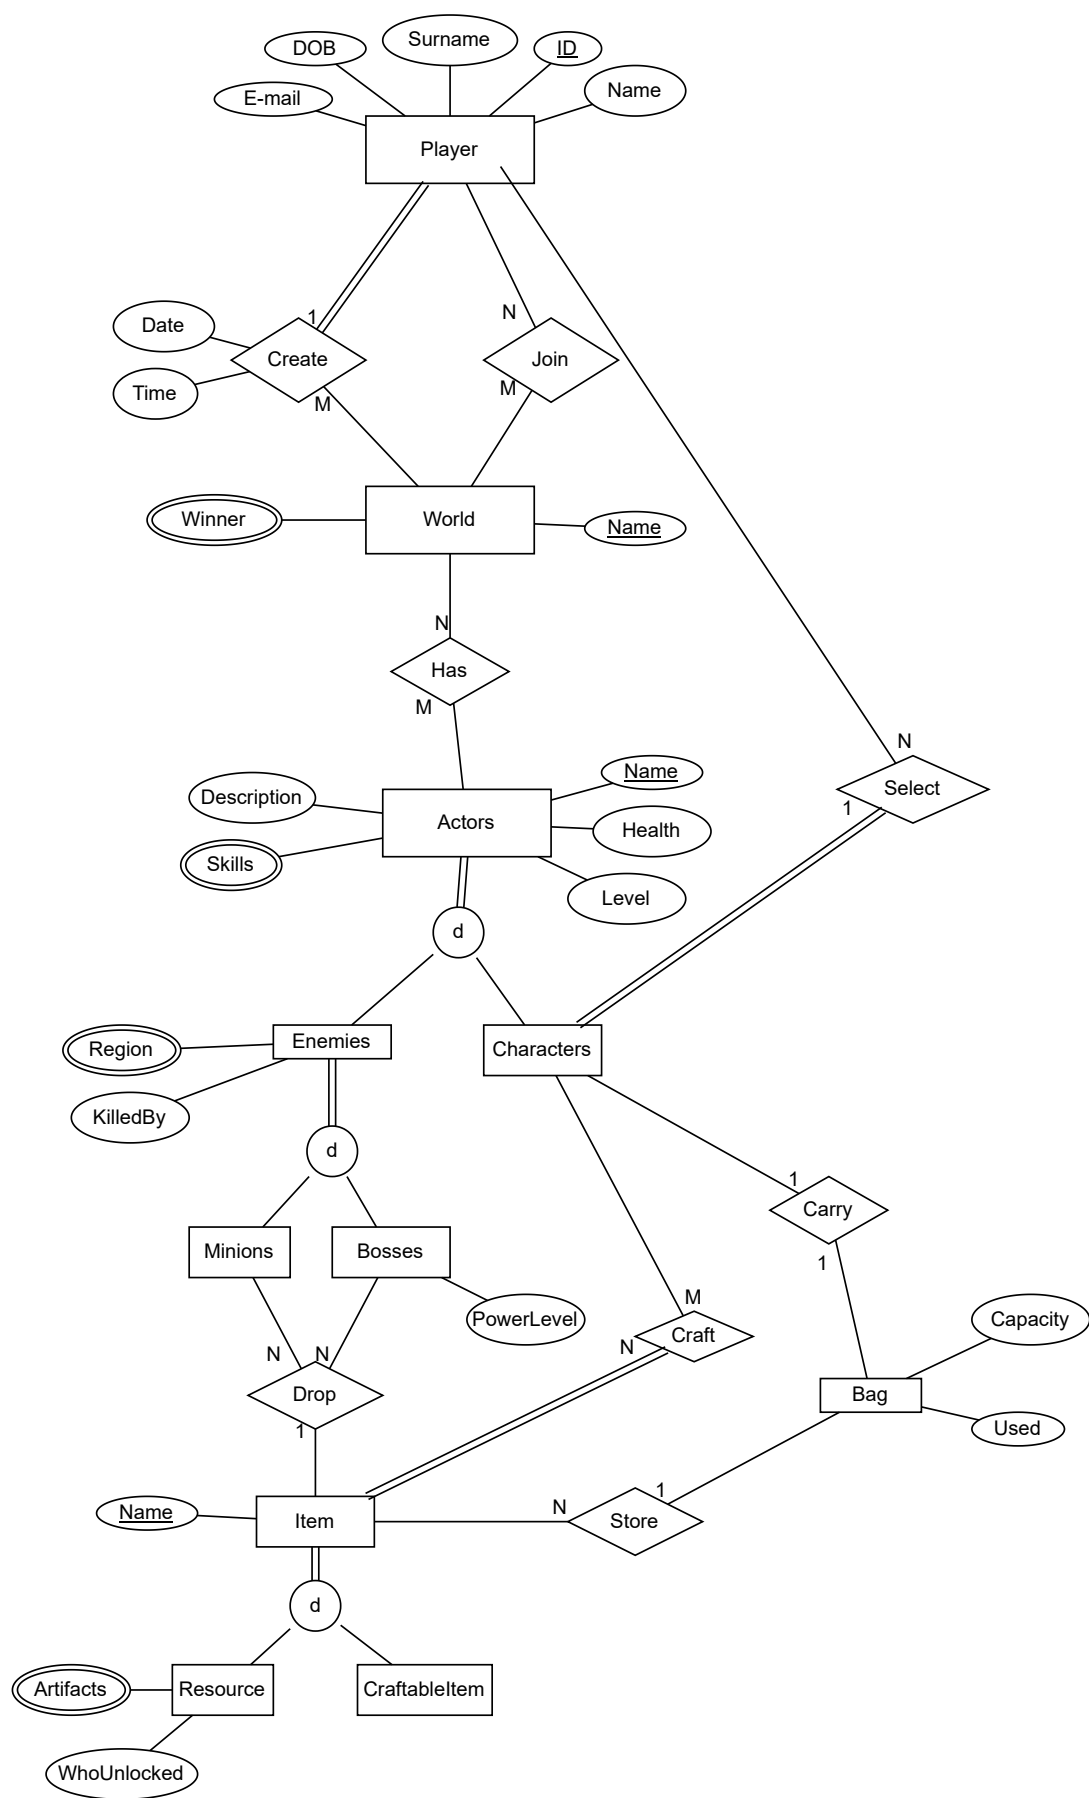 Surname
DOB
ID
E-mail
Name
Player
1
N
Date
Create
Join
Time
M
M
Winner
World
Name
N
Has
M
N
Select
1
Name
Description
Actors
Health
Skills
Level
d
Region
Enemies
Characters
KilledBy
d
1
Carry
1
Minions
Bosses
PowerLevel
M
Craft
N
Capacity
N
N
Drop
1
Bag
Used
Name
Item
N
1
Store
d
Artifacts
Resource
CraftableItem
WhoUnlocked